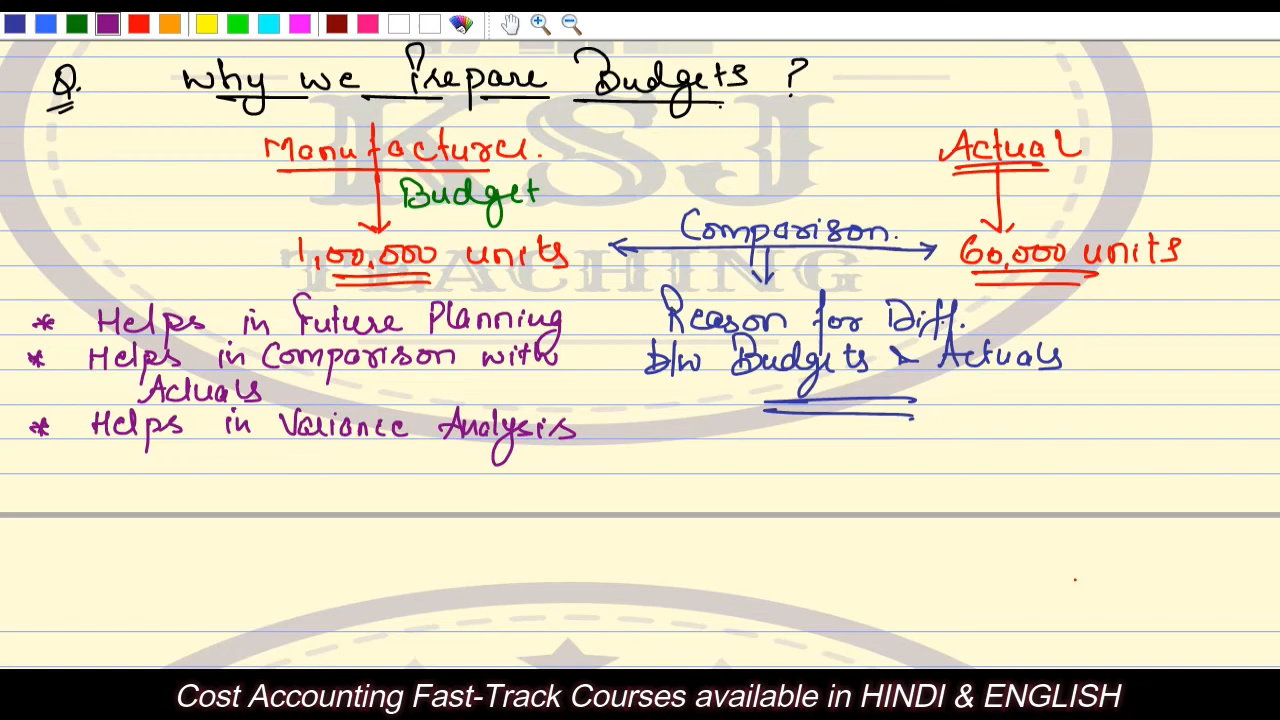 Q. Why we Prepare Budgets ?
Manufacturer.
Actual
Budget
Comparison.
1,00,000 units
60,000 units
* Helps in Future Planning
Reason for Diff.
* Helps in Comparison with
b/w Budgets & Actuals
Actuals
* Helps in Variance Analysis
KSJ
TEACHING
Cost Accounting Fast-Track Courses available in HINDI & ENGLISH